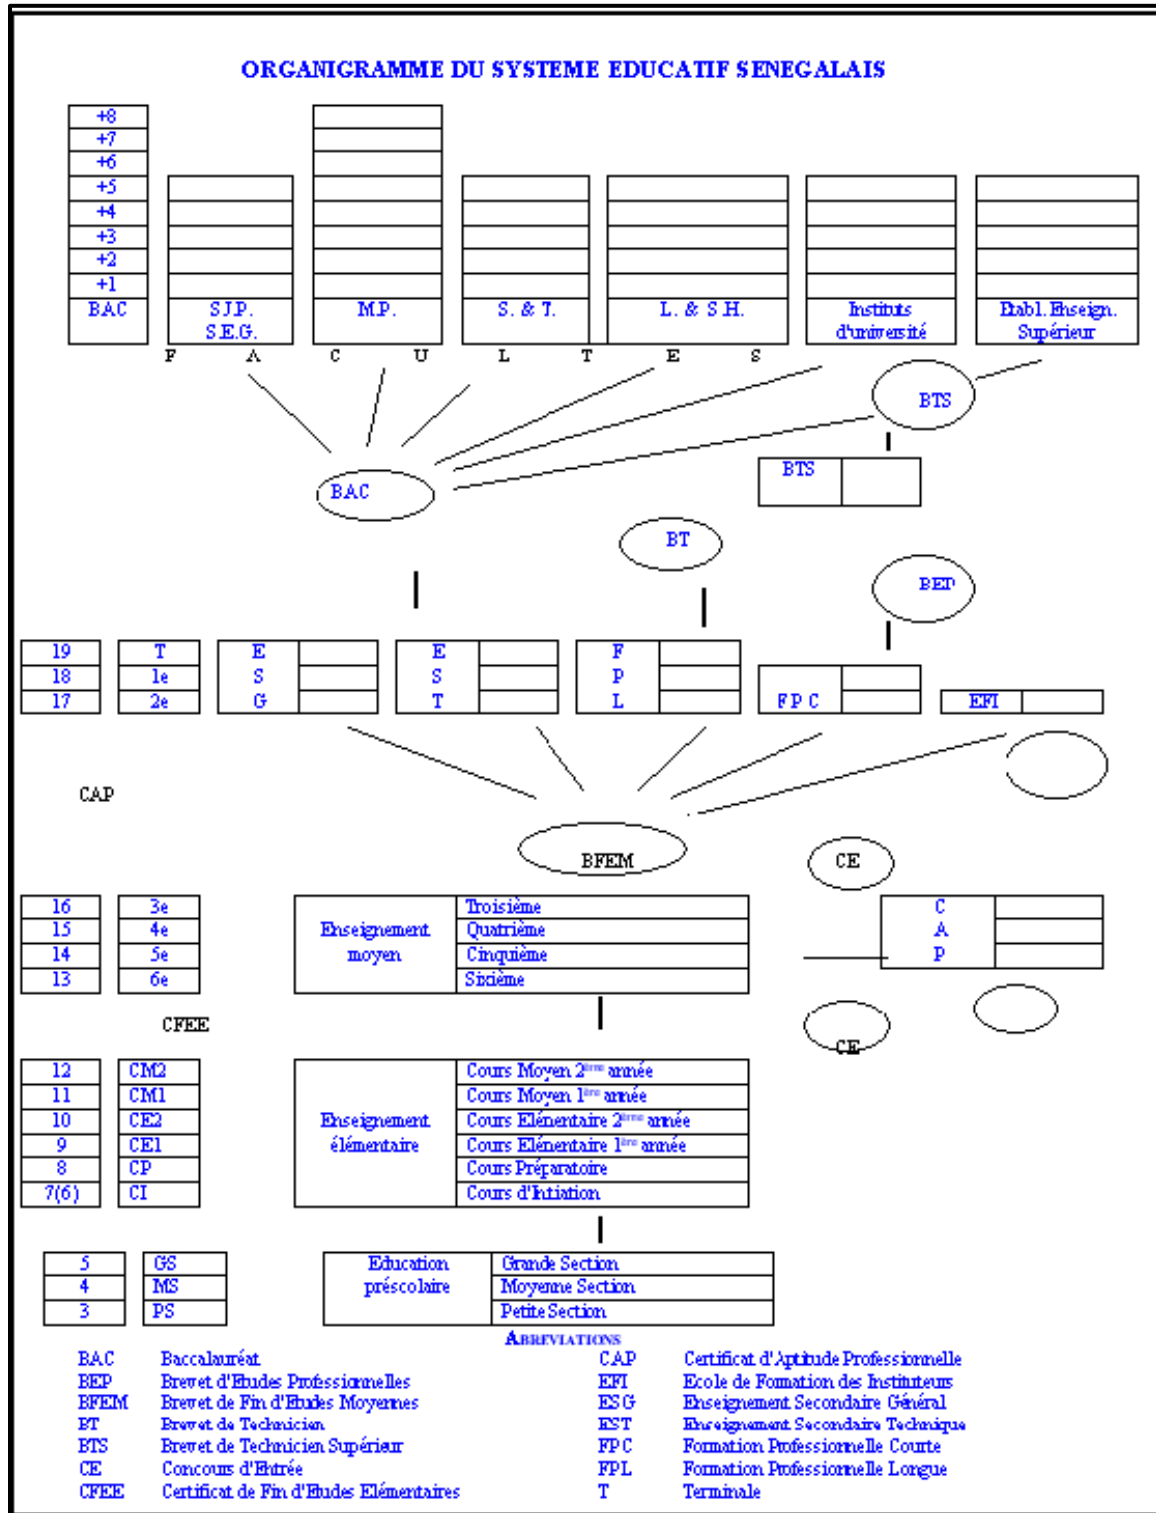 ORGANIGRAMME DU SYSTEME EDUCATIF SENEGALAIS
+8
+7
+6
+5
+4
+3
+2
+1
BAC S.J.P. M.P. S. & T. L. & S.H. Instituts Etabl. Enseign.
S.E.G. d'université Supérieur
F A C U L T E S
BTS
BTS
BAC
BT
BEP
19 T E E F
18 1e S S P
17 2e G T L F P C EFI
CAP
BFEM CE
16 3e Troisième C
15 4e Enseignement Quatrième A
14 5e moyen Cinquième P
13 6e Sixième
CFEE
CE
12 CM2 Cours Moyen 2ème année
11 CM1 Cours Moyen 1ère année
10 CE2 Enseignement Cours Elémentaire 2ème année
9 CE1 élémentaire Cours Elémentaire 1ère année
8 CP Cours Préparatoire
7(6) CI Cours d'Intiation
5 GS Education Grande Section
4 MS préscolaire Moyenne Section
3 PS Petite Section
ABREVIATIONS
BAC Baccalauréat CAP Certificat d'Aptitude Professionnelle
BEP Brevet d'Etudes Professionnelles EFI Ecole de Formation des Instituteurs
BFEM Brevet de Fin d'Etudes Moyennes ESG Enseignement Secondaire Général
BT Brevet de Technicien EST Enseignement Secondaire Technique
BTS Brevet de Technicien Supérieur FPC Formation Professionnelle Courte
CE Concours d'Entrée FPL Formation Professionnelle Longue
CFEE Certificat de Fin d'Etudes Elémentaires T Terminale